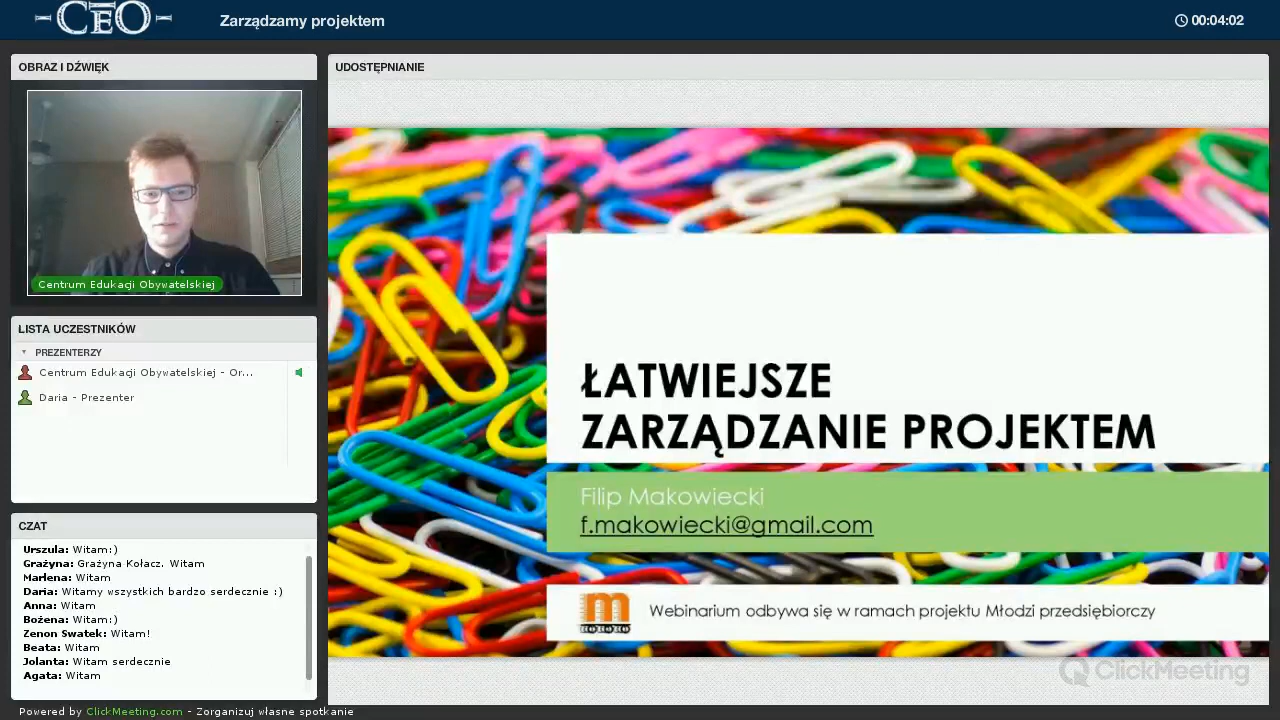 CEO
Zarządzamy projektem
00:04:02
OBRAZ I DŹWIĘK
Centrum Edukacji Obywatelskiej
LISTA UCZESTNIKÓW
PREZENTERZY
Centrum Edukacji Obywatelskiej - Or...
Daria - Prezenter
CZAT
Urszula: Witam:)
Grażyna: Grażyna Kołacz. Witam
Marlena: Witam
Daria: Witamy wszystkich bardzo serdecznie :)
Anna: Witam
Bożena: Witam:)
Zenon Swatek: Witam!
Beata: Witam
Jolanta: Witam serdecznie
Agata: Witam
UDOSTĘPNIANIE
ŁATWIEJSZE
ZARZĄDZANIE PROJEKTEM
Filip Makowiecki
f.makowiecki@gmail.com
m
Webinarium odbywa się w ramach projektu Młodzi przedsiębiorczy
ClickMeeting
Powered by ClickMeeting.com - Zorganizuj własne spotkanie